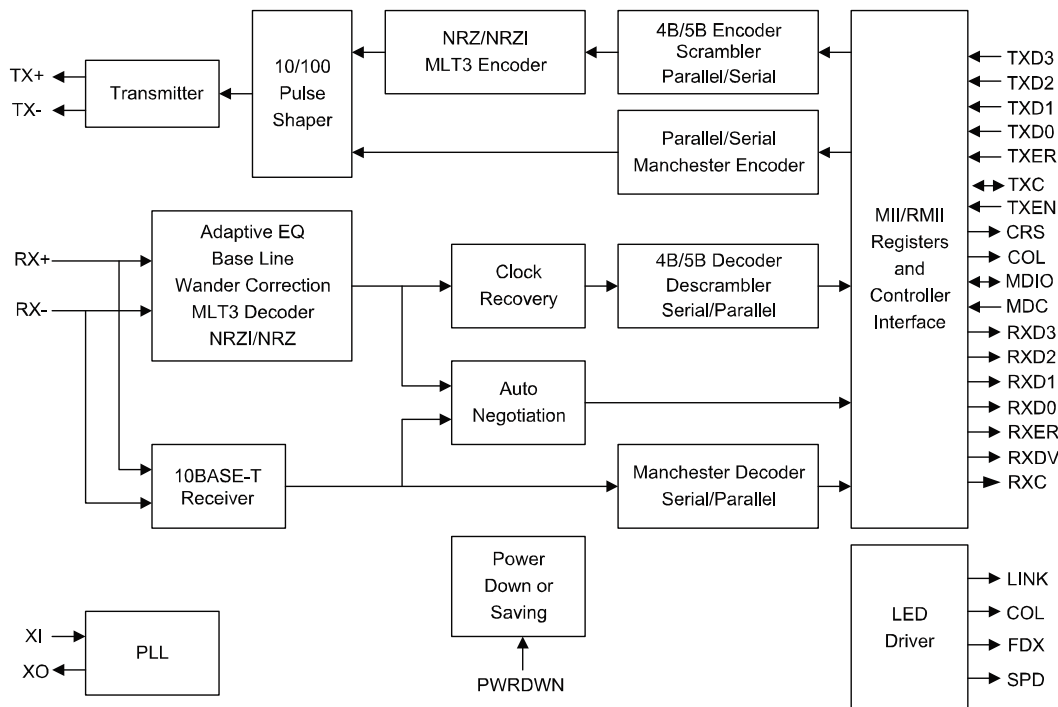 TX+
TX-
Transmitter
10/100
Pulse
Shaper
NRZ/NRZI
MLT3 Encoder
4B/5B Encoder
Scrambler
Parallel/Serial
Parallel/Serial
Manchester Encoder
RX+
RX-
Adaptive EQ
Base Line
Wander Correction
MLT3 Decoder
NRZI/NRZ
Clock
Recovery
4B/5B Decoder
Descrambler
Serial/Parallel
Auto
Negotiation
10BASE-T
Receiver
Manchester Decoder
Serial/Parallel
MII/RMII
Registers
and
Controller
Interface
TXD3
TXD2
TXD1
TXD0
TXER
TXC
TXEN
CRS
COL
MDIO
MDC
RXD3
RXD2
RXD1
RXD0
RXER
RXDV
RXC
XI
XO
PLL
Power
Down or
Saving
PWRDWN
LED
Driver
LINK
COL
FDX
SPD